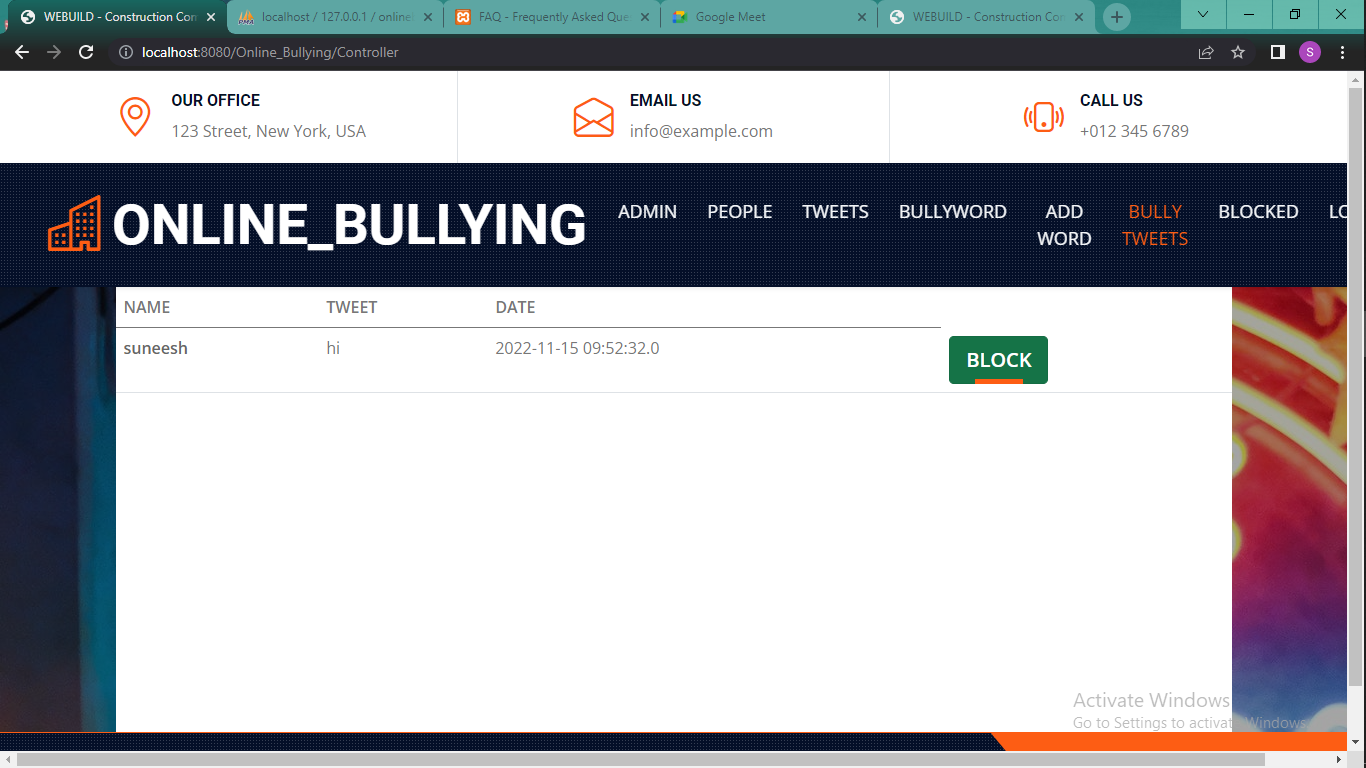 WEBUILD - Construction Con
localhost / 127.0.0.1 / online
FAQ - Frequently Asked Que
Google Meet
WEBUILD - Construction Con
localhost:8080/Online_Bullying/Controller
S
OUR OFFICE
123 Street, New York, USA
EMAIL US
info@example.com
CALL US
+012 345 6789
ONLINE_BULLYING
ADMIN
PEOPLE
TWEETS
BULLYWORD
ADD
WORD
BULLY
TWEETS
BLOCKED
LO
NAME TWEET DATE
suneesh hi 2022-11-15 09:52:32.0
BLOCK
Activate Windows
Go to Settings to activate Windows.